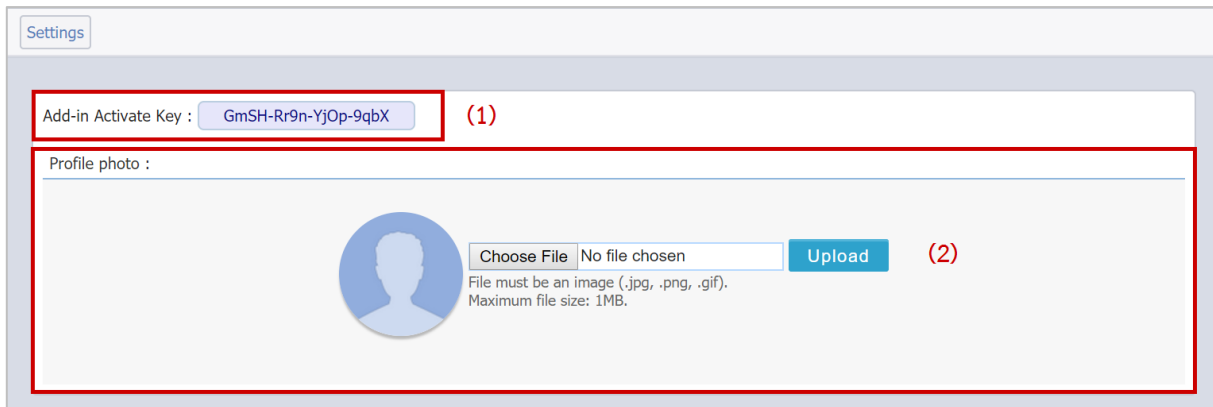 Settings
Add-in Activate Key : GmSH-Rr9n-YjOp-9qbX (1)
Profile photo :
Choose File No file chosen Upload (2)
File must be an image (.jpg, .png, .gif).
Maximum file size: 1MB.